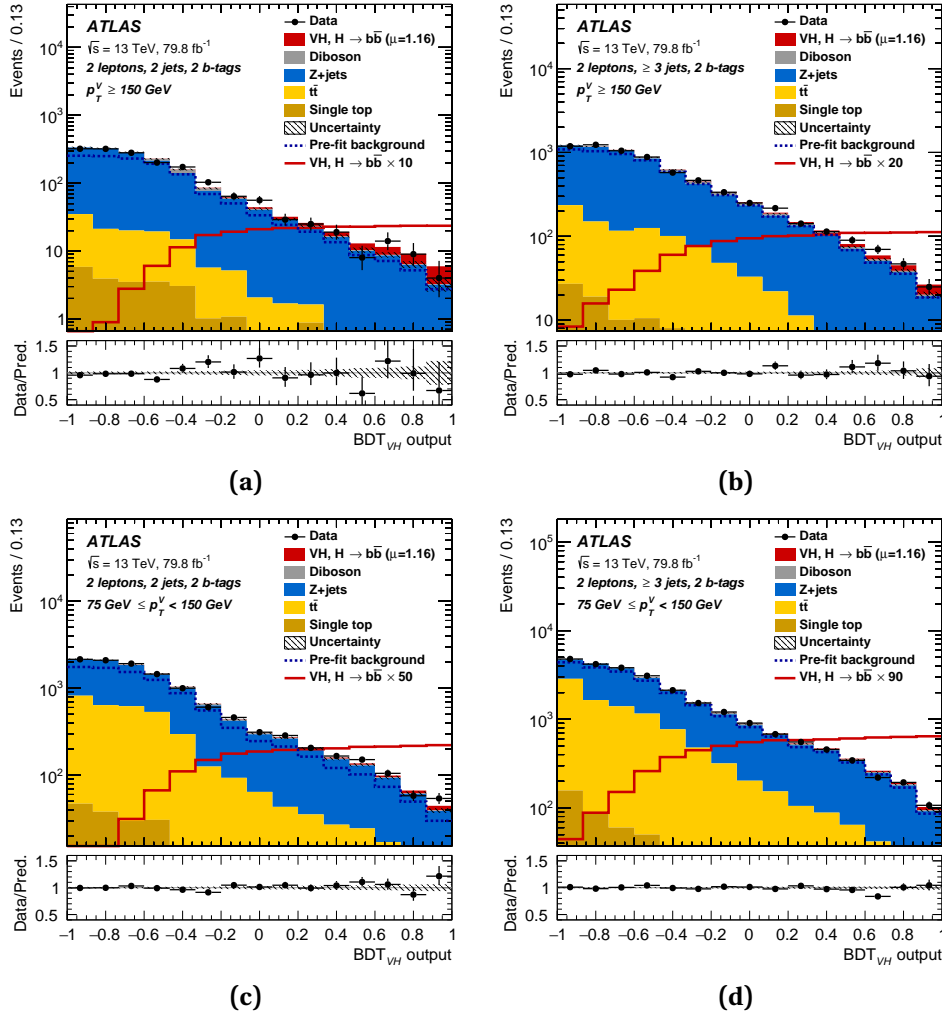 Events / 0.13
10⁴
10³
10²
10
1
ATLAS
√s = 13 TeV, 79.8 fb⁻¹
2 leptons, 2 jets, 2 b-tags
p_T^V ≥ 150 GeV
Data
VH, H → bb̄ (μ=1.16)
Diboson
Z+jets
tt̄
Single top
Uncertainty
Pre-fit background
VH, H → bb̄ × 10
Data/Pred.
1.5
1
0.5
−1 −0.8 −0.6 −0.4 −0.2 0 0.2 0.4 0.6 0.8 1
BDT_VH output
(a)
Events / 0.13
10⁴
10³
10²
10
ATLAS
√s = 13 TeV, 79.8 fb⁻¹
2 leptons, ≥ 3 jets, 2 b-tags
p_T^V ≥ 150 GeV
Data
VH, H → bb̄ (μ=1.16)
Diboson
Z+jets
tt̄
Single top
Uncertainty
Pre-fit background
VH, H → bb̄ × 20
Data/Pred.
1.5
1
0.5
−1 −0.8 −0.6 −0.4 −0.2 0 0.2 0.4 0.6 0.8 1
BDT_VH output
(b)
Events / 0.13
10⁴
10³
10²
ATLAS
√s = 13 TeV, 79.8 fb⁻¹
2 leptons, 2 jets, 2 b-tags
75 GeV ≤ p_T^V < 150 GeV
Data
VH, H → bb̄ (μ=1.16)
Diboson
Z+jets
tt̄
Single top
Uncertainty
Pre-fit background
VH, H → bb̄ × 50
Data/Pred.
1.5
1
0.5
−1 −0.8 −0.6 −0.4 −0.2 0 0.2 0.4 0.6 0.8 1
BDT_VH output
(c)
Events / 0.13
10⁵
10⁴
10³
10²
ATLAS
√s = 13 TeV, 79.8 fb⁻¹
2 leptons, ≥ 3 jets, 2 b-tags
75 GeV ≤ p_T^V < 150 GeV
Data
VH, H → bb̄ (μ=1.16)
Diboson
Z+jets
tt̄
Single top
Uncertainty
Pre-fit background
VH, H → bb̄ × 90
Data/Pred.
1.5
1
0.5
−1 −0.8 −0.6 −0.4 −0.2 0 0.2 0.4 0.6 0.8 1
BDT_VH output
(d)